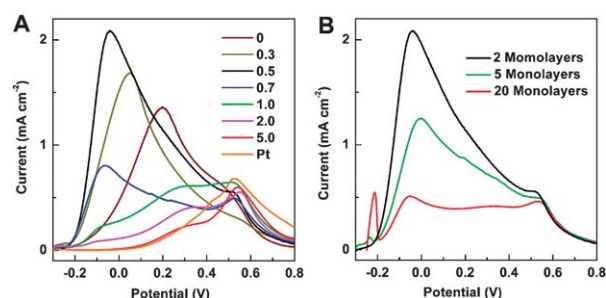 A
B
2
1
0
Current (mA cm-2)
0
0.3
0.5
0.7
1.0
2.0
5.0
Pt
-0.2 0.0 0.2 0.4 0.6 0.8
Potential (V)
2
1
0
Current (mA cm-2)
2 Momolayers
5 Monolayers
20 Monolayers
-0.2 0.0 0.2 0.4 0.6 0.8
Potential (V)